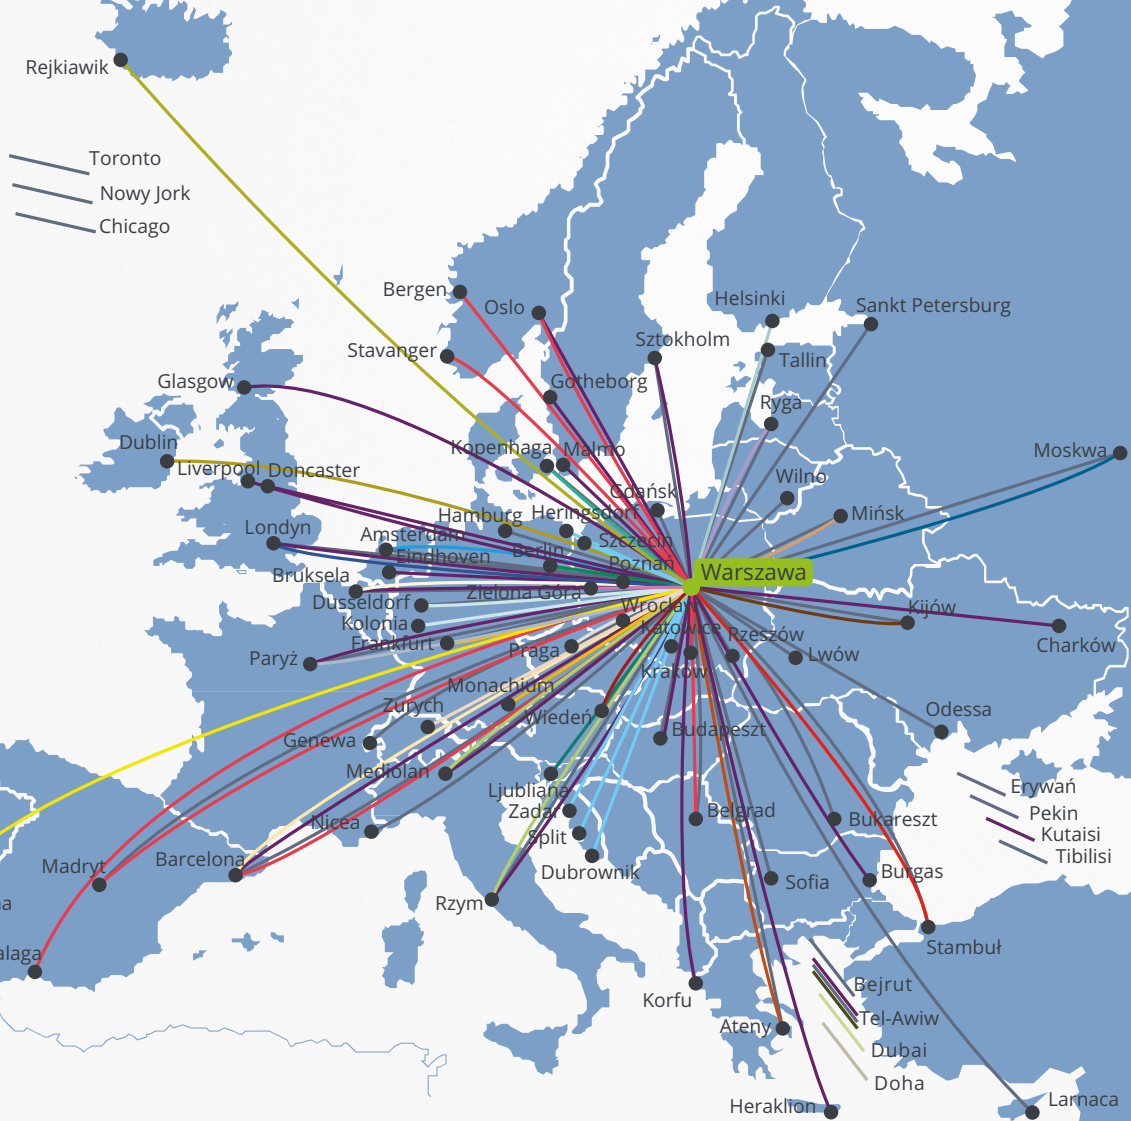 Rejkiawik
Toronto
Nowy Jork
Chicago
Bergen
Oslo
Helsinki
Sankt Petersburg
Sztokholm
Stavanger
Tallin
Glasgow
Gotheborg
Ryga
Dublin
Kopenhaga
Malmo
Moskwa
Liverpool
Doncaster
Wilno
Gdańsk
Hamburg
Heringsdorf
Mińsk
Londyn
Amsterdam
Szczecin
Eindhoven
Berlin
Poznań
Warszawa
Bruksela
Zielona Góra
Dusseldorf
Wrocław
Kijów
Kolonia
Katowice
Rzeszów
Frankfurt
Praga
Charków
Paryż
Kraków
Lwów
Monachium
Zurych
Wiedeń
Odessa
Genewa
Budapeszt
Mediolan
Ljubliana
Erywań
Zadar
Belgrad
Pekin
Nicea
Bukareszt
Split
Kutaisi
Tibilisi
Madryt
Barcelona
Dubrownik
Burgas
Sofia
Rzym
na
alaga
Stambuł
Bejrut
Korfu
Ateny
Tel-Awiw
Dubai
Doha
Heraklion
Larnaca